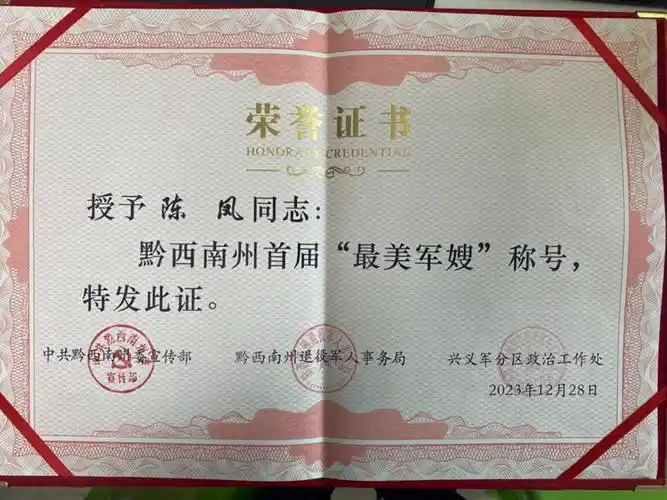 荣誉证书
HONORARY CREDENTIAL
授予 陈 凤同志：
黔西南州首届“最美军嫂”称号，
特发此证。
中共黔西南州委宣传部 黔西南州退役军人事务局 兴义军分区政治工作处
2023年12月28日